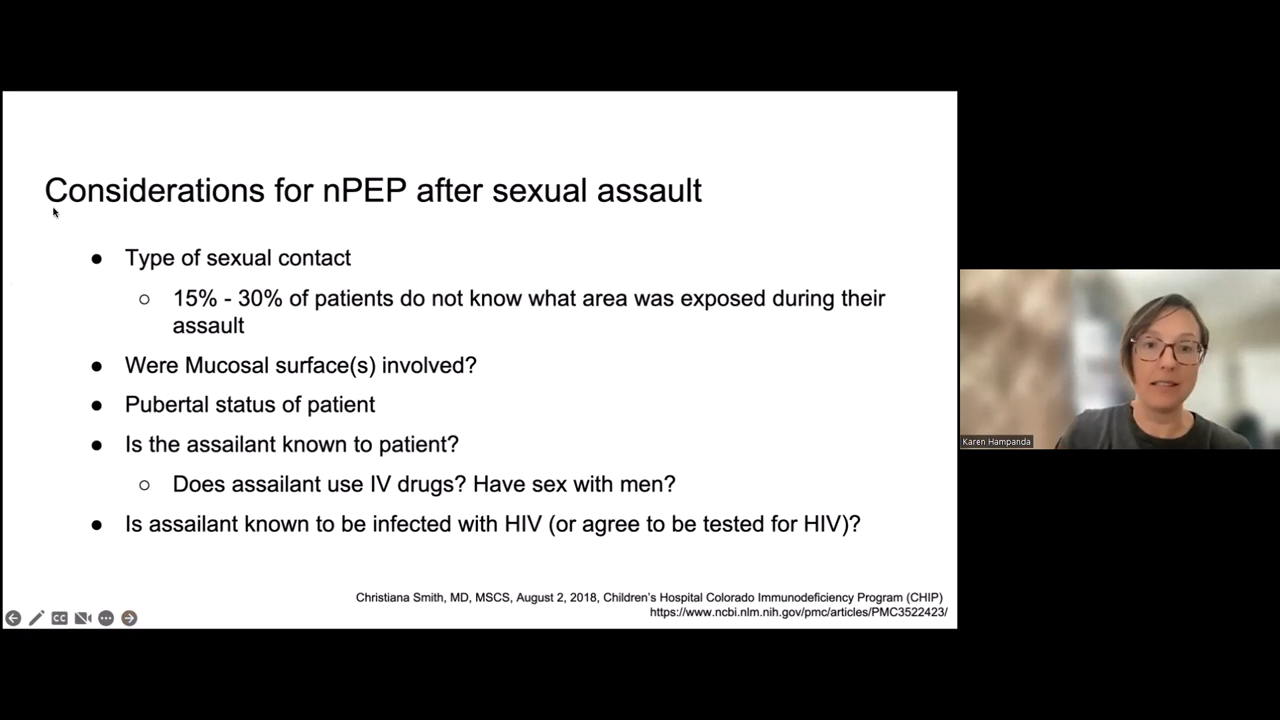 Considerations for nPEP after sexual assault
● Type of sexual contact
○ 15% - 30% of patients do not know what area was exposed during their
assault
● Were Mucosal surface(s) involved?
● Pubertal status of patient
● Is the assailant known to patient?
○ Does assailant use IV drugs? Have sex with men?
● Is assailant known to be infected with HIV (or agree to be tested for HIV)?
Christiana Smith, MD, MSCS, August 2, 2018, Children's Hospital Colorado Immunodeficiency Program (CHIP)
https://www.ncbi.nlm.nih.gov/pmc/articles/PMC3522423/
CC
Karen Hampanda